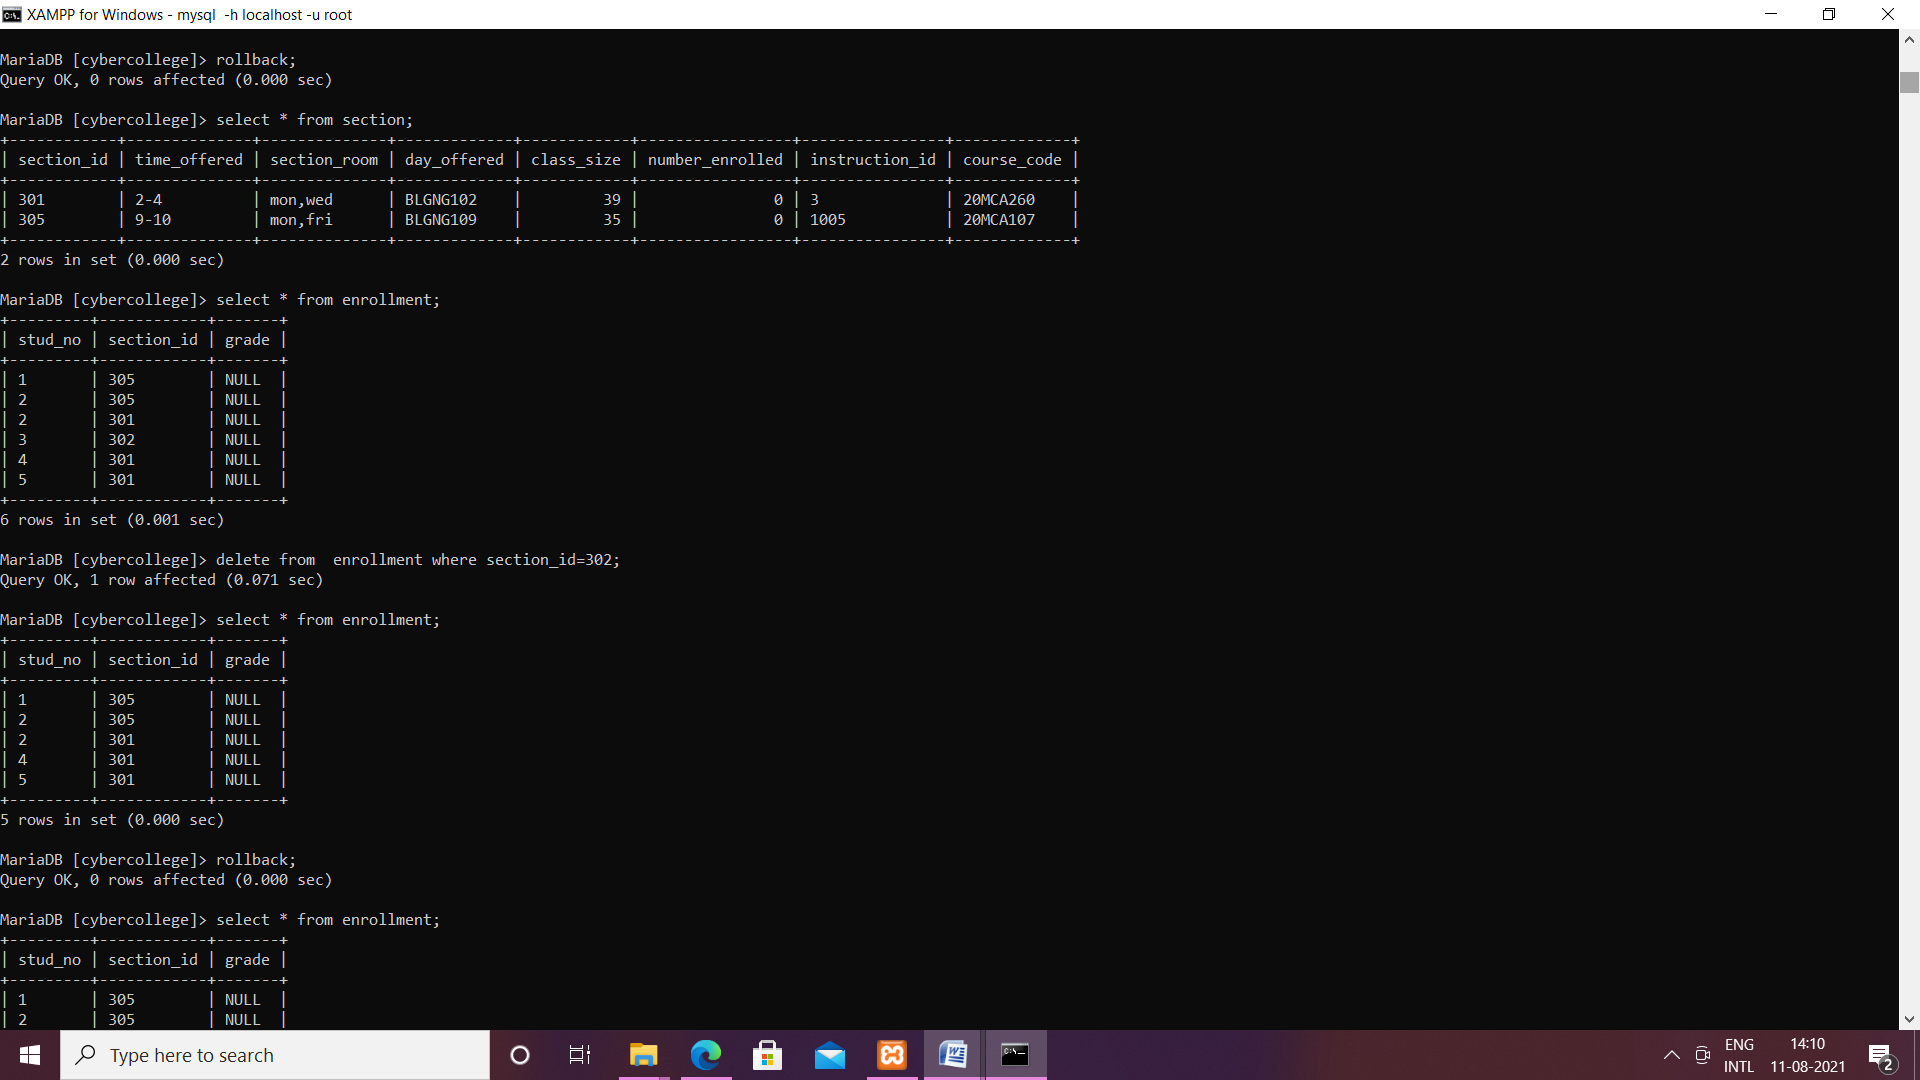 XAMPP for Windows - mysql  -h localhost -u root
MariaDB [cybercollege]> rollback;
Query OK, 0 rows affected (0.000 sec)
MariaDB [cybercollege]> select * from section;
+------------+--------------+--------------+-------------+------------+-----------------+----------------+-------------+
| section_id | time_offered | section_room | day_offered | class_size | number_enrolled | instruction_id | course_code |
+------------+--------------+--------------+-------------+------------+-----------------+----------------+-------------+
| 301        | 2-4          | mon,wed      | BLGNG102    |         39 |               0 | 3              | 20MCA260    |
| 305        | 9-10         | mon,fri      | BLGNG109    |         35 |               0 | 1005           | 20MCA107    |
+------------+--------------+--------------+-------------+------------+-----------------+----------------+-------------+
2 rows in set (0.000 sec)
MariaDB [cybercollege]> select * from enrollment;
+---------+------------+-------+
| stud_no | section_id | grade |
+---------+------------+-------+
| 1       | 305        | NULL  |
| 2       | 305        | NULL  |
| 2       | 301        | NULL  |
| 3       | 302        | NULL  |
| 4       | 301        | NULL  |
| 5       | 301        | NULL  |
+---------+------------+-------+
6 rows in set (0.001 sec)
MariaDB [cybercollege]> delete from  enrollment where section_id=302;
Query OK, 1 row affected (0.071 sec)
MariaDB [cybercollege]> select * from enrollment;
+---------+------------+-------+
| stud_no | section_id | grade |
+---------+------------+-------+
| 1       | 305        | NULL  |
| 2       | 305        | NULL  |
| 2       | 301        | NULL  |
| 4       | 301        | NULL  |
| 5       | 301        | NULL  |
+---------+------------+-------+
5 rows in set (0.000 sec)
MariaDB [cybercollege]> rollback;
Query OK, 0 rows affected (0.000 sec)
MariaDB [cybercollege]> select * from enrollment;
+---------+------------+-------+
| stud_no | section_id | grade |
+---------+------------+-------+
| 1       | 305        | NULL  |
| 2       | 305        | NULL  |
Type here to search
ENG
INTL
14:10
11-08-2021
2